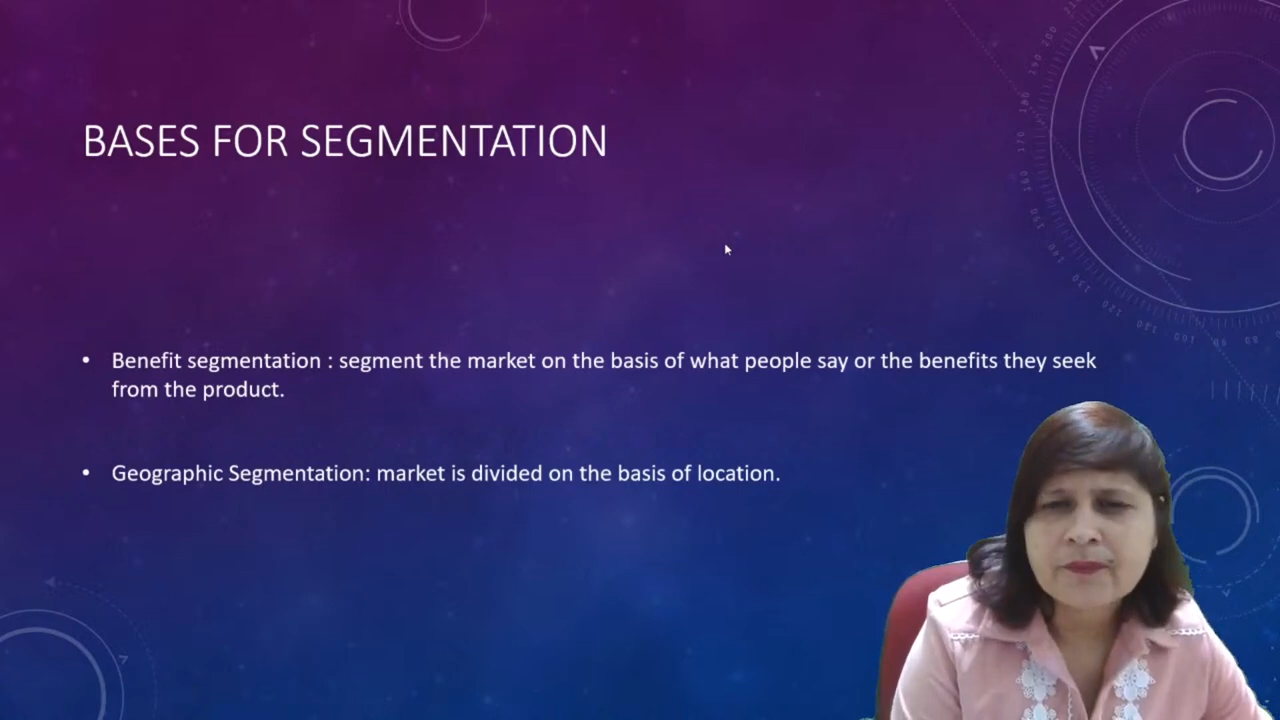 BASES FOR SEGMENTATION
• Benefit segmentation : segment the market on the basis of what people say or the benefits they seek
from the product.
• Geographic Segmentation: market is divided on the basis of location.